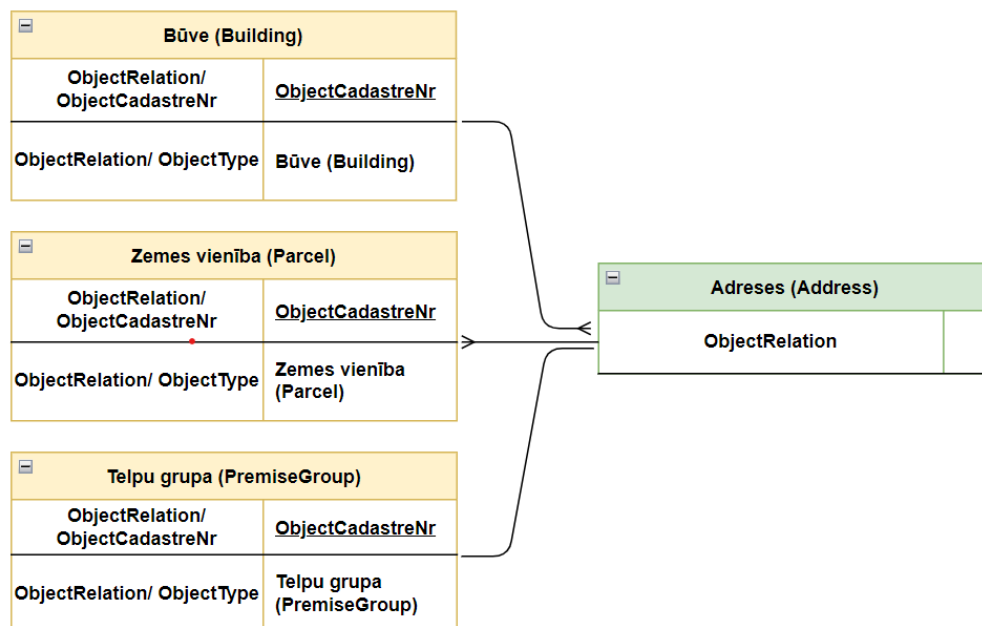 Būve (Building)
ObjectRelation/
ObjectCadastreNr
ObjectCadastreNr
ObjectRelation/ ObjectType
Būve (Building)
Zemes vienība (Parcel)
ObjectRelation/
ObjectCadastreNr
ObjectCadastreNr
ObjectRelation/ ObjectType
Zemes vienība
(Parcel)
Telpu grupa (PremiseGroup)
ObjectRelation/
ObjectCadastreNr
ObjectCadastreNr
ObjectRelation/ ObjectType
Telpu grupa
(PremiseGroup)
Adreses (Address)
ObjectRelation